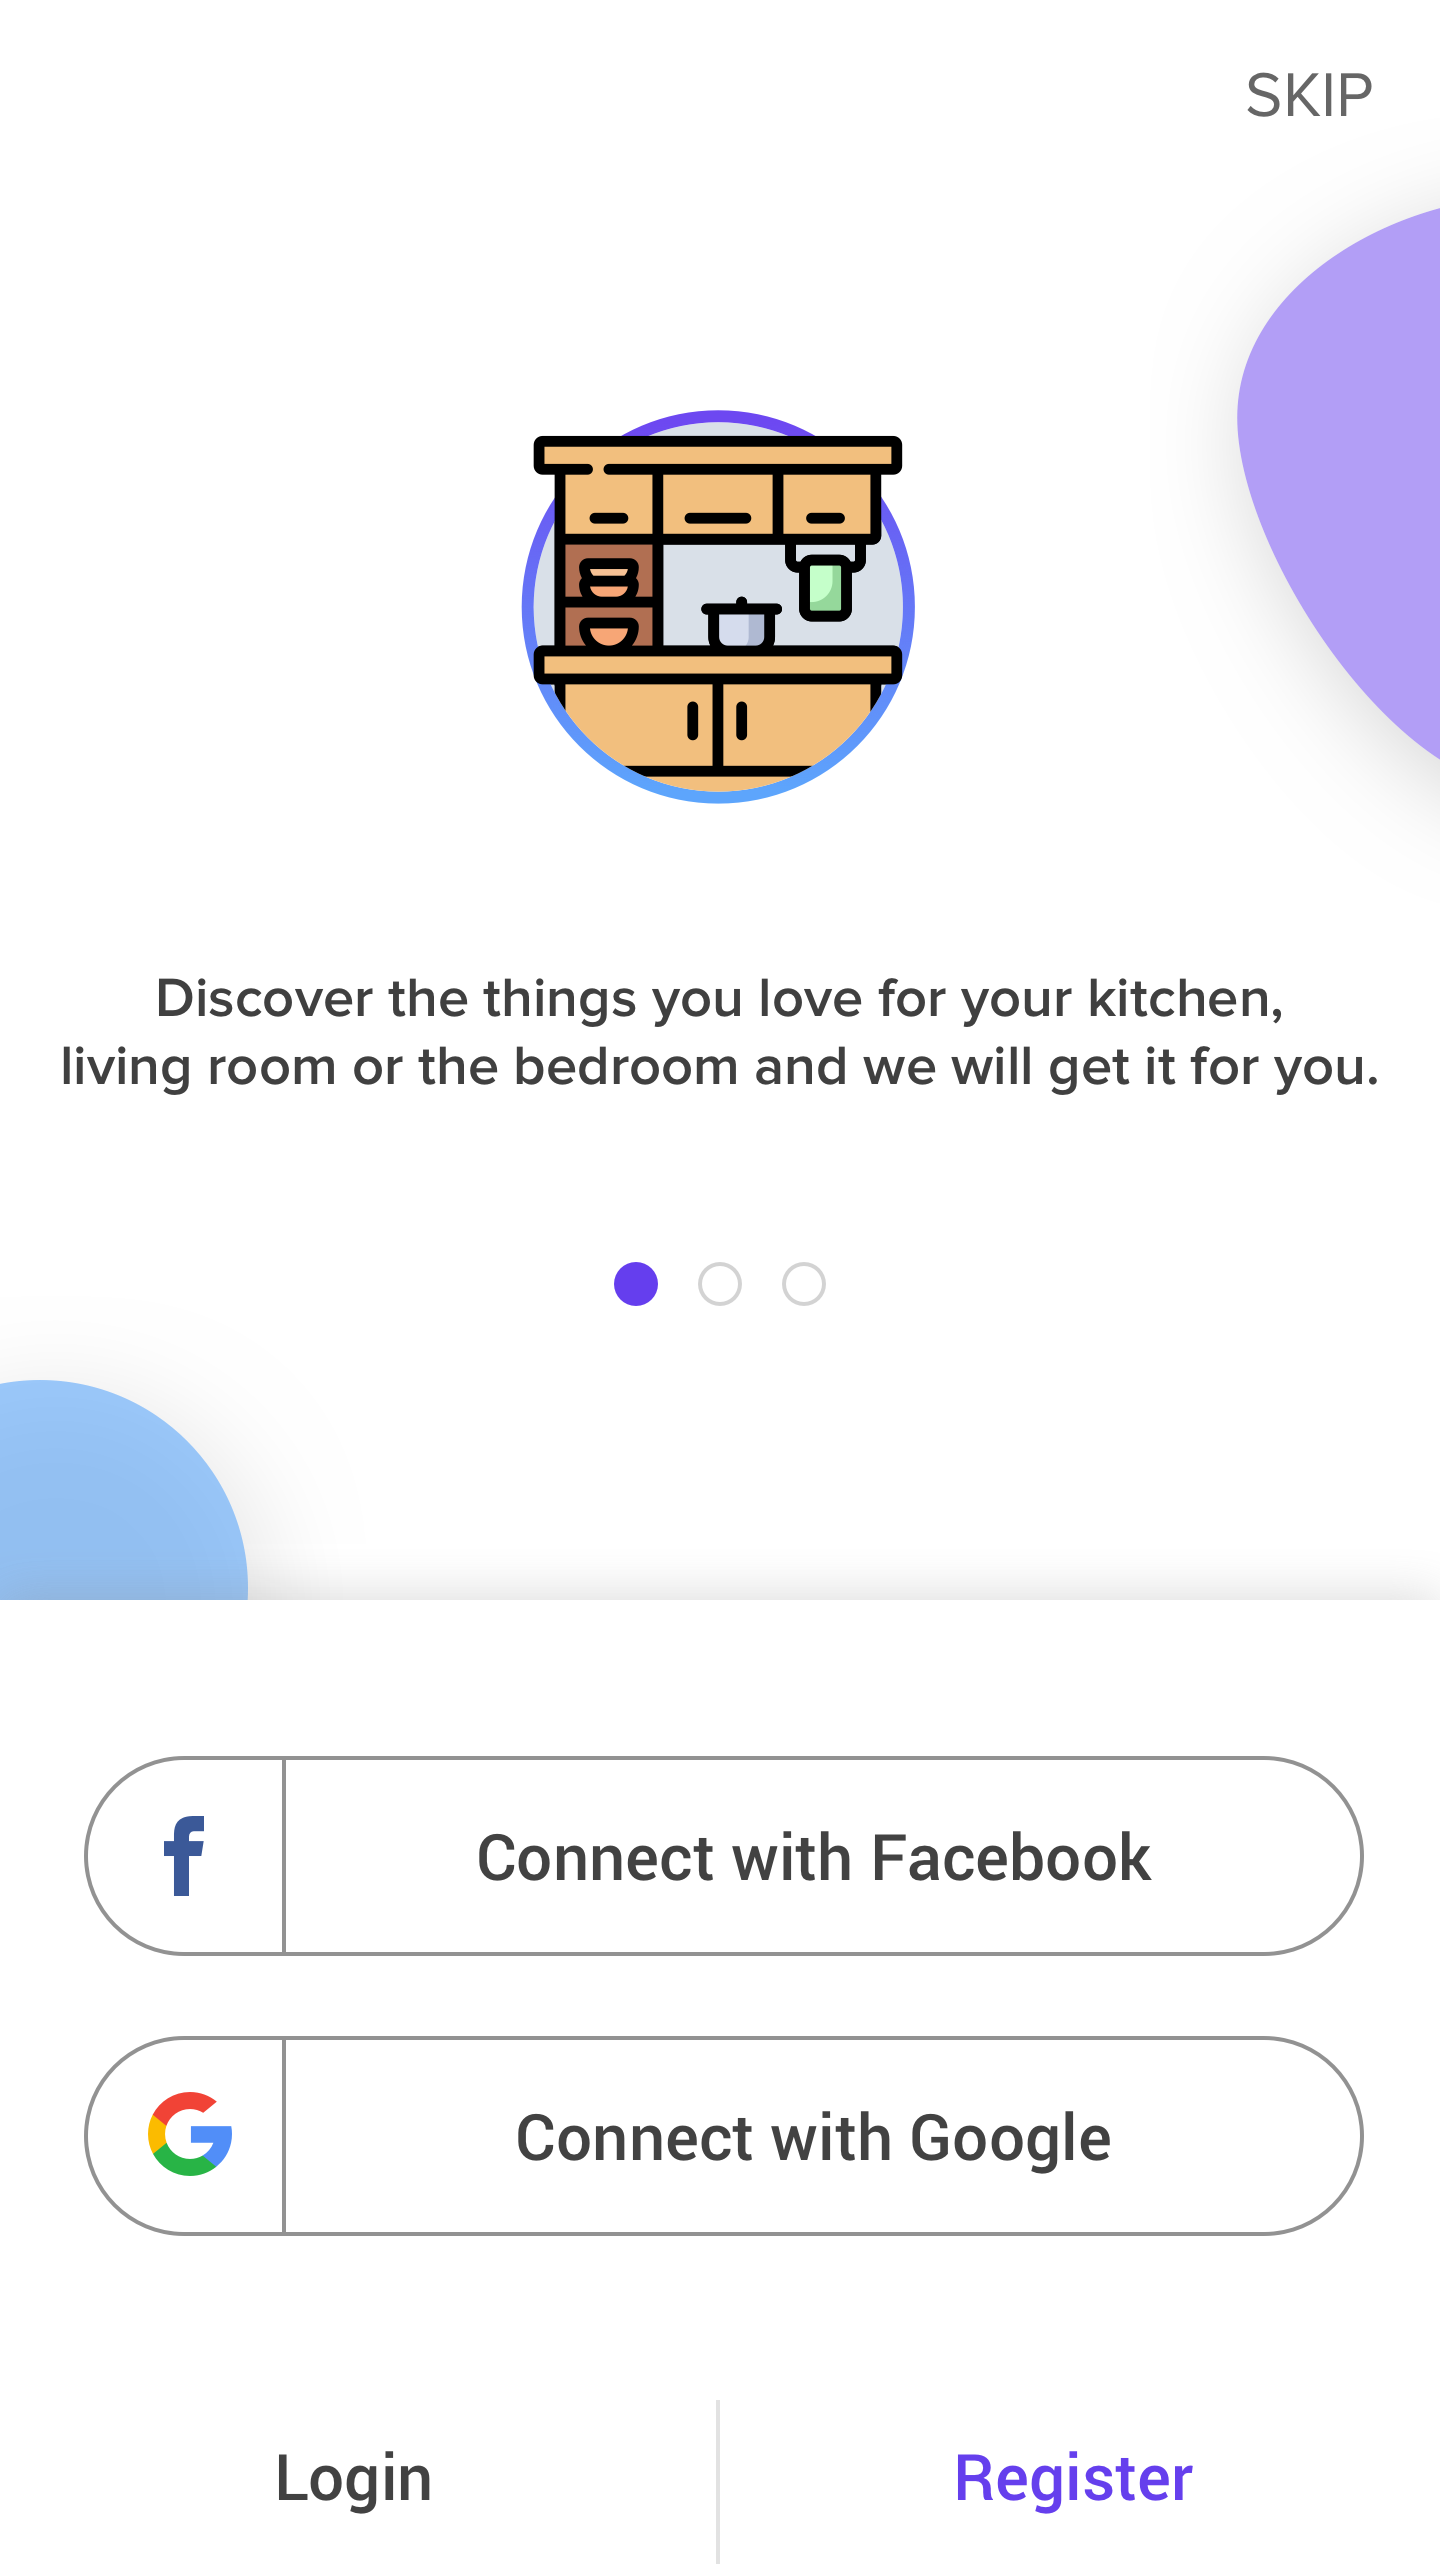 SKIP
Discover the things you love for your kitchen,
living room or the bedroom and we will get it for you.
Connect with Facebook
Connect with Google
Login
Register